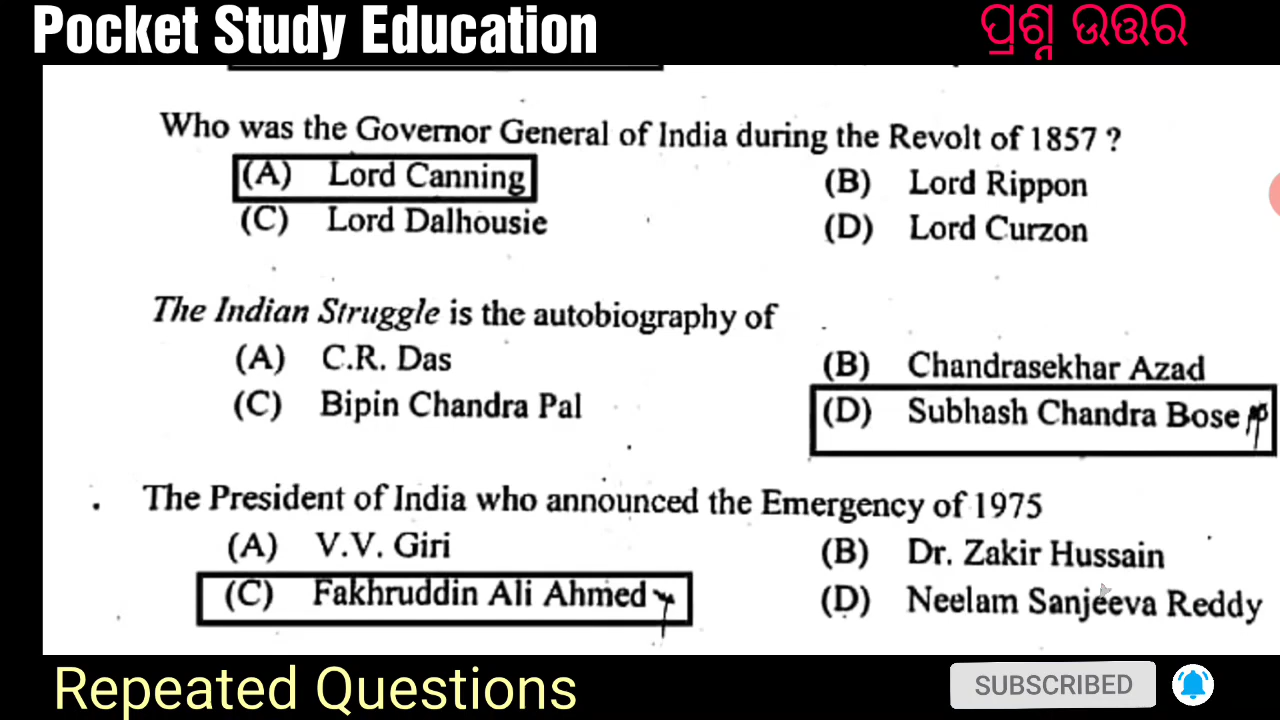 Pocket Study Education ପ୍ରଶ୍ନ ଉତ୍ତର
Who was the Governor General of India during the Revolt of 1857 ?
(A) Lord Canning (B) Lord Rippon
(C) Lord Dalhousie (D) Lord Curzon
The Indian Struggle is the autobiography of
(A) C.R. Das (B) Chandrasekhar Azad
(C) Bipin Chandra Pal (D) Subhash Chandra Bose
The President of India who announced the Emergency of 1975
(A) V.V. Giri (B) Dr. Zakir Hussain
(C) Fakhruddin Ali Ahmed (D) Neelam Sanjeeva Reddy
Repeated Questions SUBSCRIBED